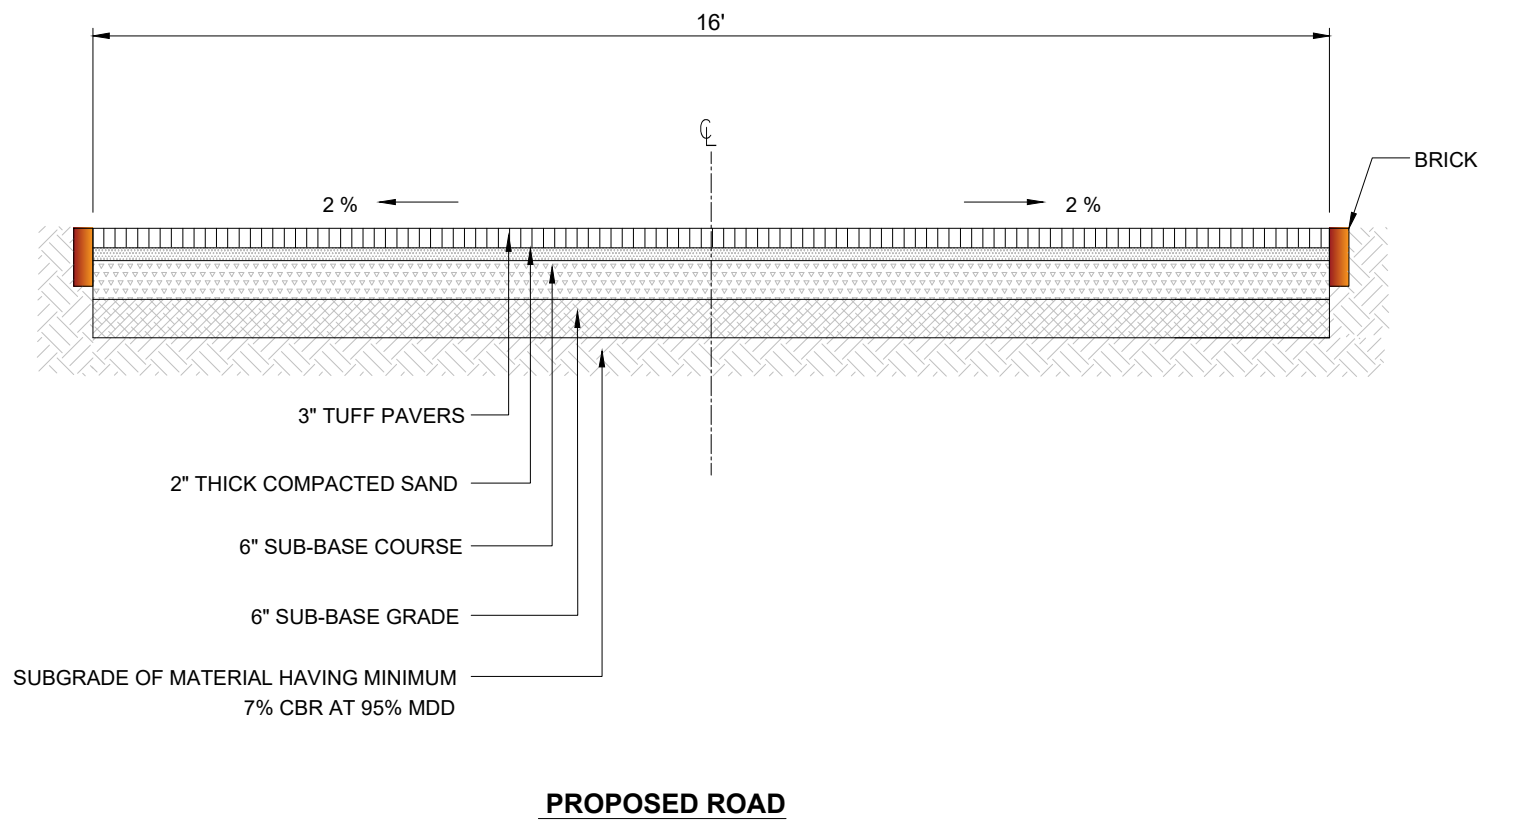 16'
℄
BRICK
2 %
2 %
3" TUFF PAVERS
2" THICK COMPACTED SAND
6" SUB-BASE COURSE
6" SUB-BASE GRADE
SUBGRADE OF MATERIAL HAVING MINIMUM
7% CBR AT 95% MDD
PROPOSED ROAD